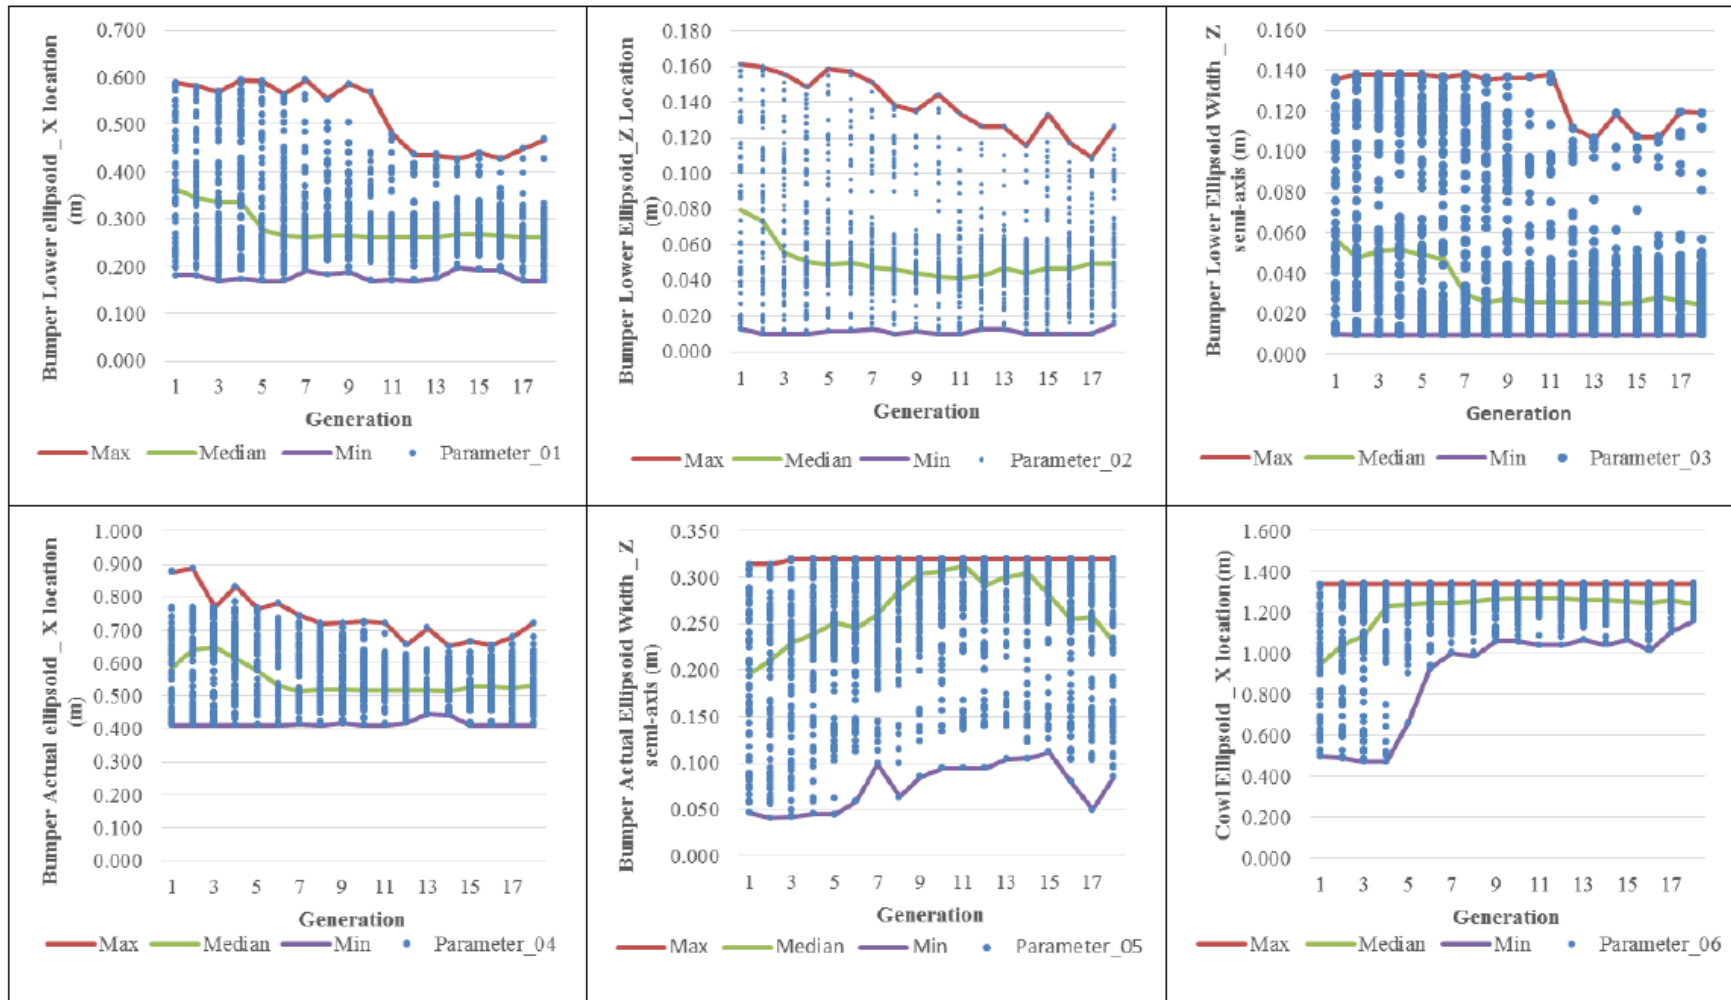 Bumper Lower ellipsoid_ X location
(m)
0.700
0.600
0.500
0.400
0.300
0.200
0.100
0.000
1 3 5 7 9 11 13 15 17
Generation
Max Median Min Parameter_01
Bumper Lower Ellipsoid_Z Location
(m)
0.180
0.160
0.140
0.120
0.100
0.080
0.060
0.040
0.020
0.000
1 3 5 7 9 11 13 15 17
Generation
Max Median Min Parameter_02
Bumper Lower Ellipsoid Width _ Z
semi-axis (m)
0.160
0.140
0.120
0.100
0.080
0.060
0.040
0.020
0.000
1 3 5 7 9 11 13 15 17
Generation
Max Median Min Parameter_03
Bumper Actual ellipsoid_ X location
(m)
1.000
0.900
0.800
0.700
0.600
0.500
0.400
0.300
0.200
0.100
0.000
1 3 5 7 9 11 13 15 17
Generation
Max Median Min Parameter_04
Bumper Actual Ellipsoid Width _ Z
semi-axis (m)
0.350
0.300
0.250
0.200
0.150
0.100
0.050
0.000
1 3 5 7 9 11 13 15 17
Generation
Max Median Min Parameter_05
Cowl Ellipsoid_ X location (m)
1.600
1.400
1.200
1.000
0.800
0.600
0.400
0.200
0.000
1 3 5 7 9 11 13 15 17
Generation
Max Median Min Parameter_06